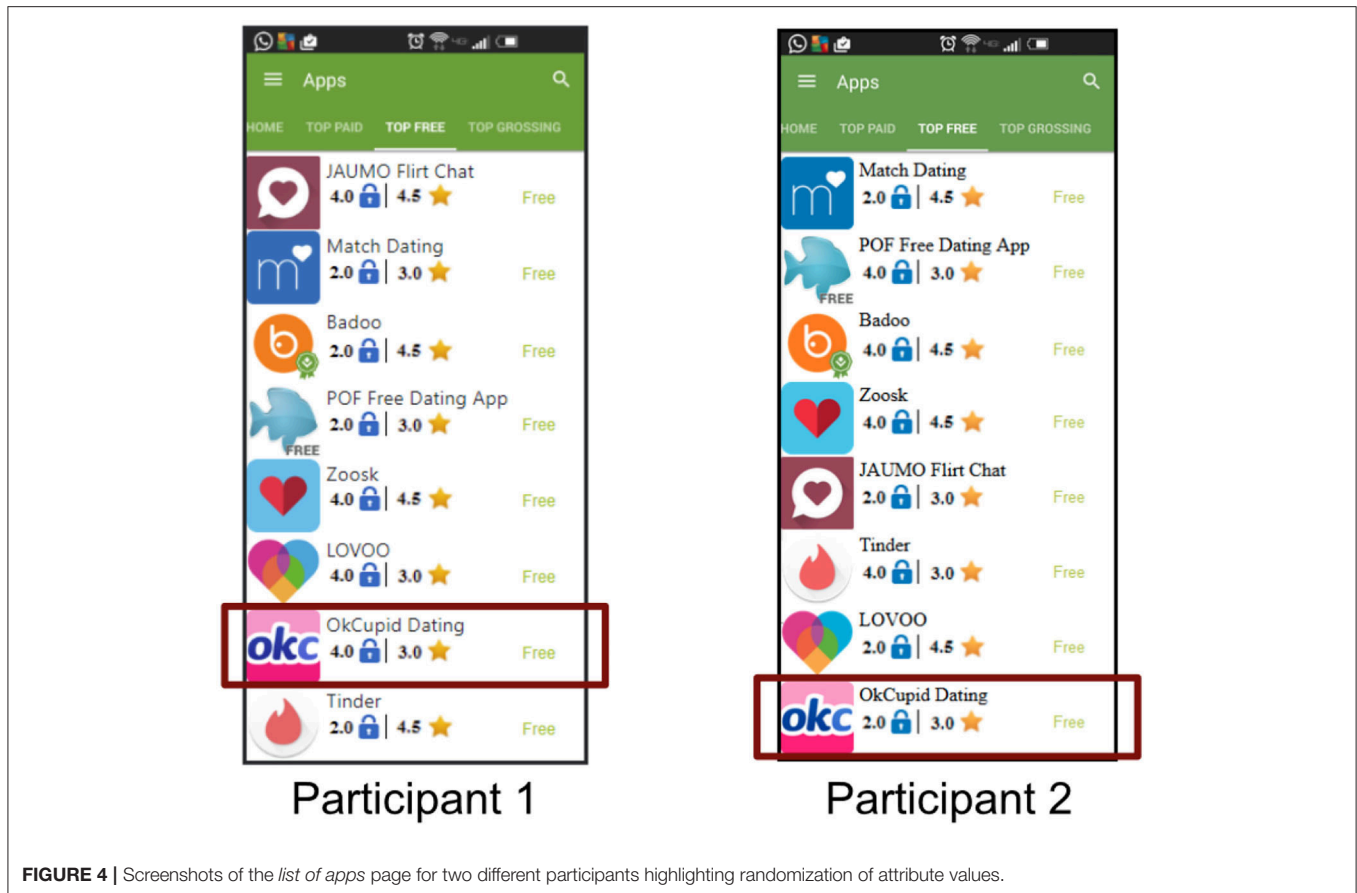 Apps
HOME TOP PAID TOP FREE TOP GROSSING
JAUMO Flirt Chat
4.0 | 4.5 Free
m
Match Dating
2.0 | 3.0 Free
b
Badoo
2.0 | 4.5 Free
POF Free Dating App
2.0 | 3.0 Free
FREE
Zoosk
4.0 | 4.5 Free
LOVOO
4.0 | 3.0 Free
okc
OkCupid Dating
4.0 | 3.0 Free
Tinder
2.0 | 4.5 Free
Participant 1
Apps
HOME TOP PAID TOP FREE TOP GROSSING
m
Match Dating
2.0 | 4.5 Free
POF Free Dating App
4.0 | 3.0 Free
FREE
b
Badoo
4.0 | 4.5 Free
Zoosk
4.0 | 4.5 Free
JAUMO Flirt Chat
2.0 | 3.0 Free
Tinder
4.0 | 3.0 Free
LOVOO
2.0 | 4.5 Free
okc
OkCupid Dating
2.0 | 3.0 Free
Participant 2
FIGURE 4 | Screenshots of the list of apps page for two different participants highlighting randomization of attribute values.